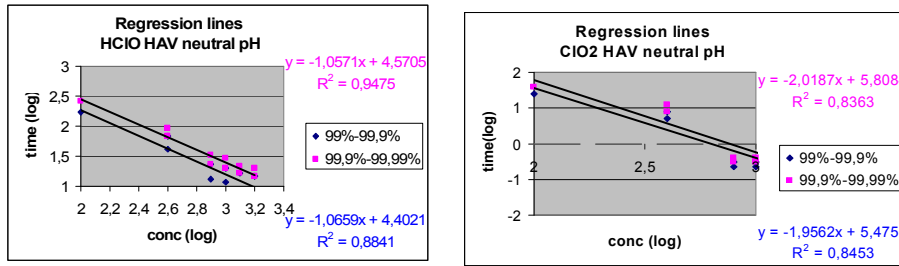 Regression lines
HClO HAV neutral pH
y = -1,0571x + 4,5705
R² = 0,9475
3
2,5
2
1,5
1
time (log)
2 2,2 2,4 2,6 2,8 3 3,2 3,4
conc (log)
99%-99,9%
99,9%-99,99%
y = -1,0659x + 4,4021
R² = 0,8841
Regression lines
ClO2 HAV neutral pH
y = -2,0187x + 5,808
R² = 0,8363
2
1
0
-1
-2
time(log)
2 2,5 3
conc (log)
99%-99,9%
99,9%-99,99%
y = -1,9562x + 5,475
R² = 0,8453